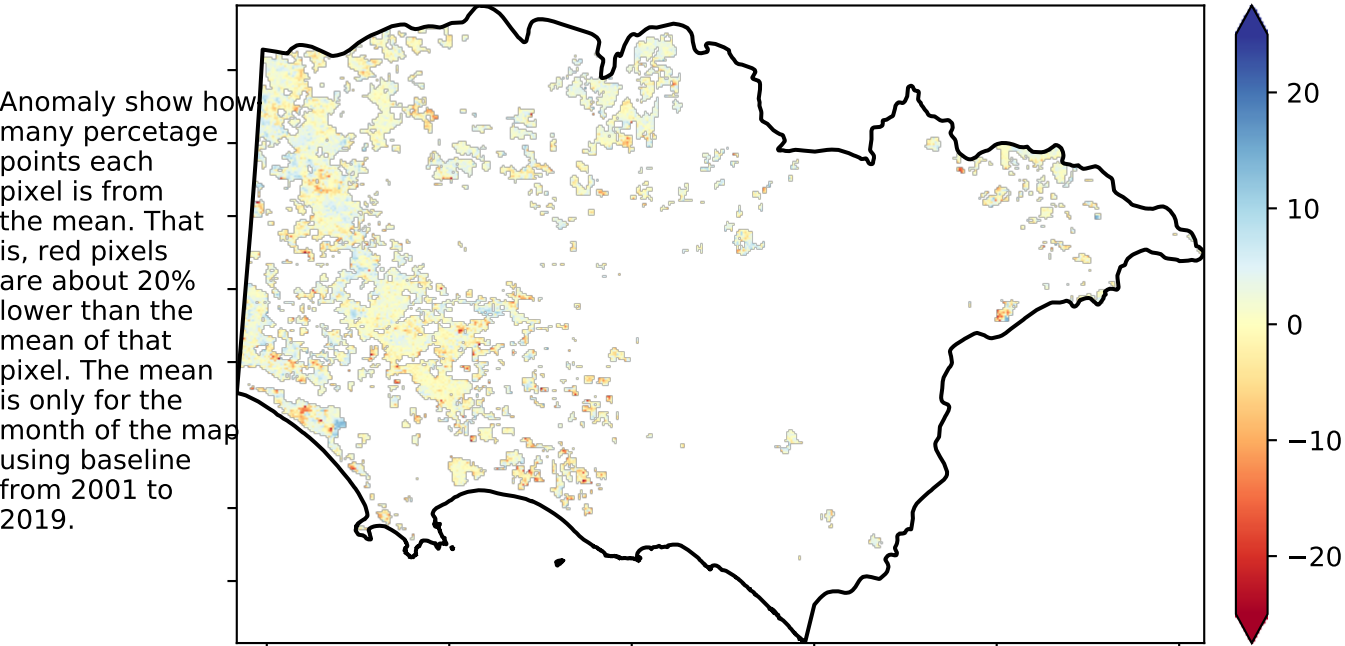 Anomaly show how
many percetage
points each
pixel is from
the mean. That
is, red pixels
are about 20%
lower than the
mean of that
pixel. The mean
is only for the
month of the map
using baseline
from 2001 to
2019.
20
10
0
−10
−20